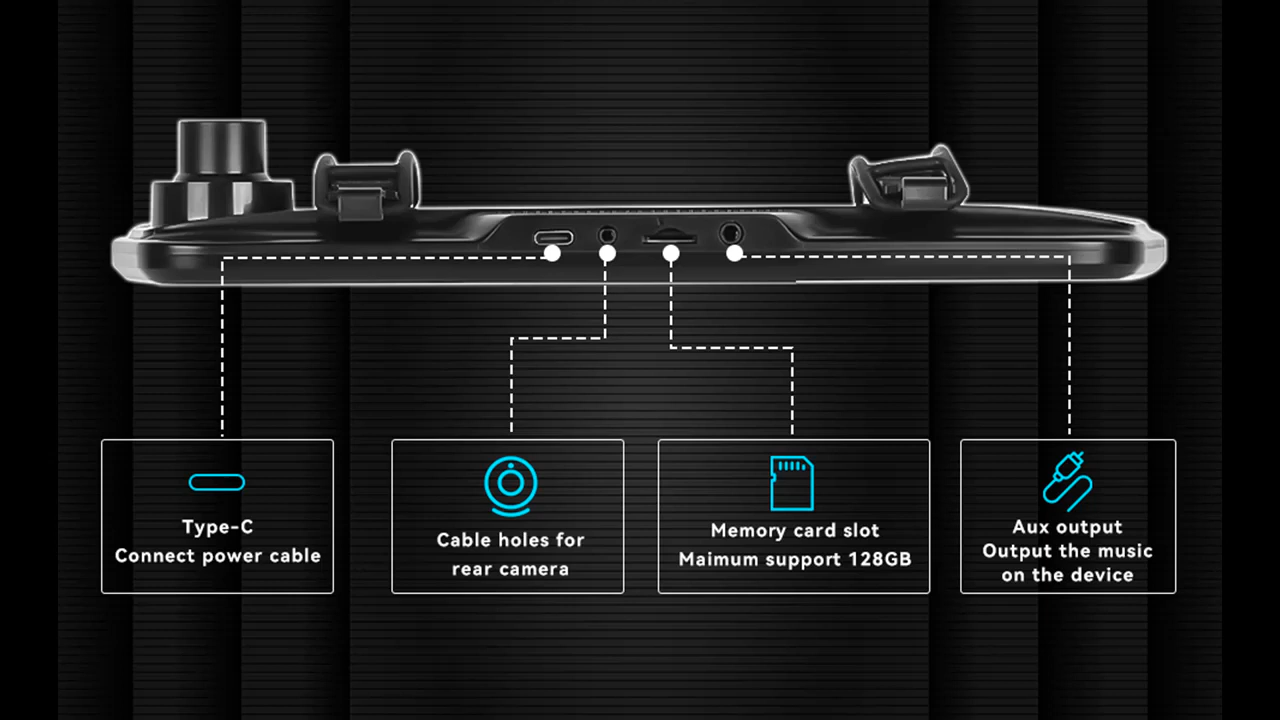 Type-C
Connect power cable
Cable holes for
rear camera
Memory card slot
Maimum support 128GB
Aux output
Output the music
on the device